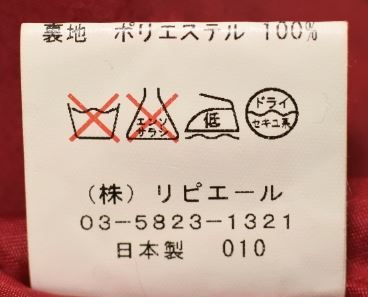 裏地 ポリエステル 100%
エンソ
サラシ
低
ドライ
セキユ系
(株) リピエール
03-5823-1321
日本製 010